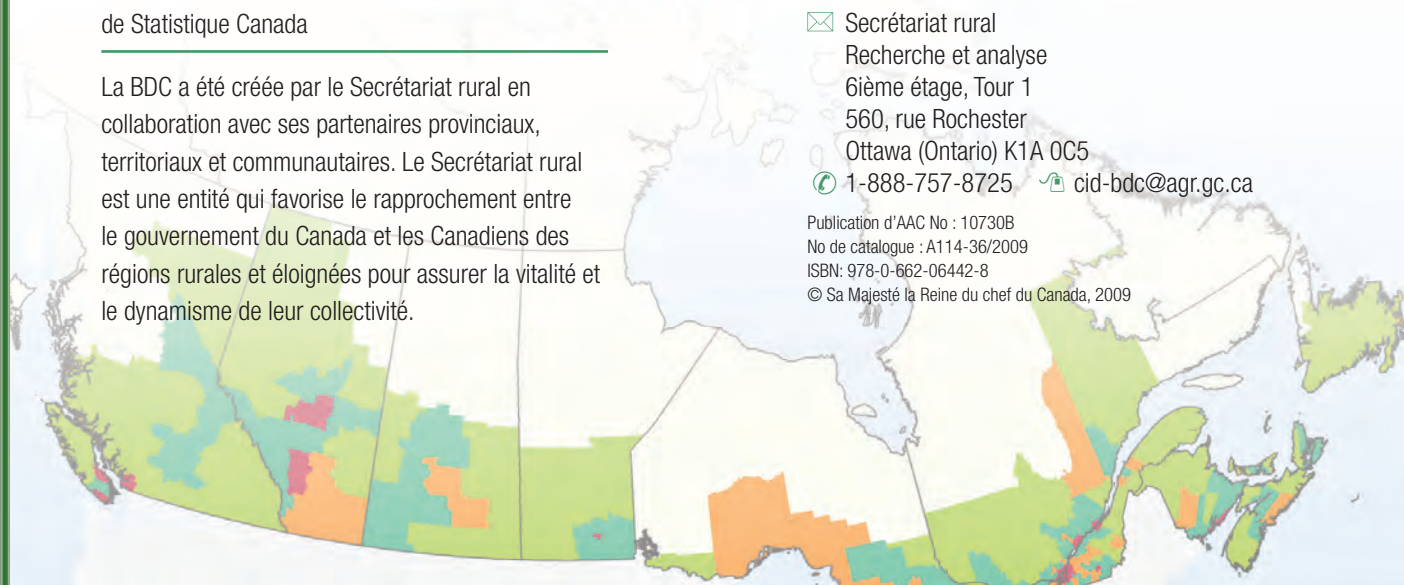 de Statistique Canada
La BDC a été créée par le Secrétariat rural en
collaboration avec ses partenaires provinciaux,
territoriaux et communautaires. Le Secrétariat rural
est une entité qui favorise le rapprochement entre
le gouvernement du Canada et les Canadiens des
régions rurales et éloignées pour assurer la vitalité et
le dynamisme de leur collectivité.
Secrétariat rural
Recherche et analyse
6ième étage, Tour 1
560, rue Rochester
Ottawa (Ontario) K1A 0C5
1-888-757-8725 cid-bdc@agr.gc.ca
Publication d'AAC No : 10730B
No de catalogue : A114-36/2009
ISBN: 978-0-662-06442-8
© Sa Majesté la Reine du chef du Canada, 2009